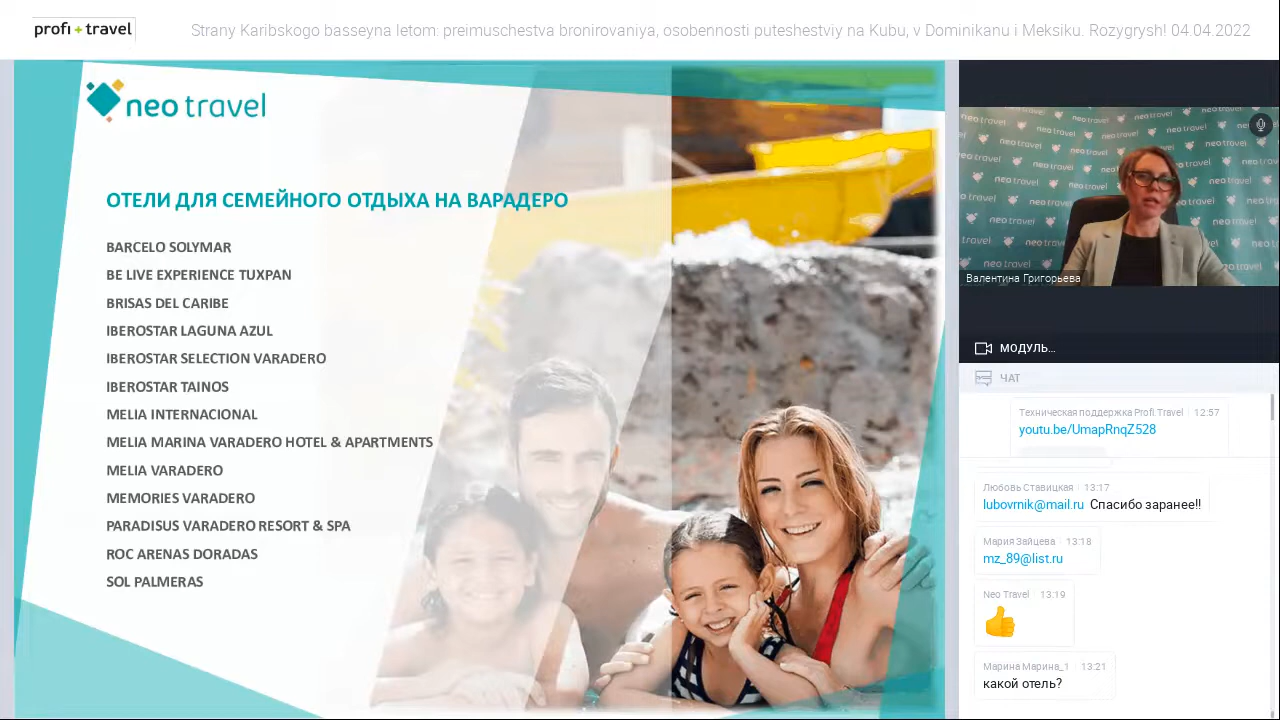 profi + travel
Strany Karibskogo basseyna letom: preimuschestva bronirovaniya, osobennosti puteshestviy na Kubu, v Dominikanu i Meksiku. Rozygrysh! 04.04.2022
neo travel
ОТЕЛИ ДЛЯ СЕМЕЙНОГО ОТДЫХА НА ВАРАДЕРО
BARCELO SOLYMAR
BE LIVE EXPERIENCE TUXPAN
BRISAS DEL CARIBE
IBEROSTAR LAGUNA AZUL
IBEROSTAR SELECTION VARADERO
IBEROSTAR TAINOS
MELIA INTERNACIONAL
MELIA MARINA VARADERO HOTEL & APARTMENTS
MELIA VARADERO
MEMORIES VARADERO
PARADISUS VARADERO RESORT & SPA
ROC ARENAS DORADAS
SOL PALMERAS
neo travel
Валентина Григорьева
МОДУЛЬ...
ЧАТ
Техническая поддержка Profi.Travel 12:57
youtu.be/UmapRnqZ528
Любовь Ставицкая 13:17
lubovrnik@mail.ru Спасибо заранее!!
Мария Зайцева 13:18
mz_89@list.ru
Neo Travel 13:19
👍
Марина Марина_1 13:21
какой отель?